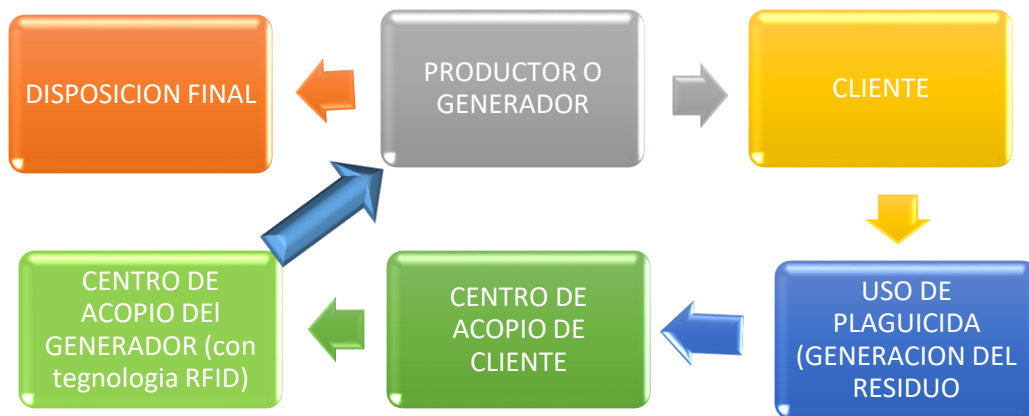 DISPOSICION FINAL
PRODUCTOR O
GENERADOR
CLIENTE
CENTRO DE
ACOPIO DEl
GENERADOR (con
tegnologia RFID)
CENTRO DE
ACOPIO DE
CLIENTE
USO DE
PLAGUICIDA
(GENERACION DEL
RESIDUO